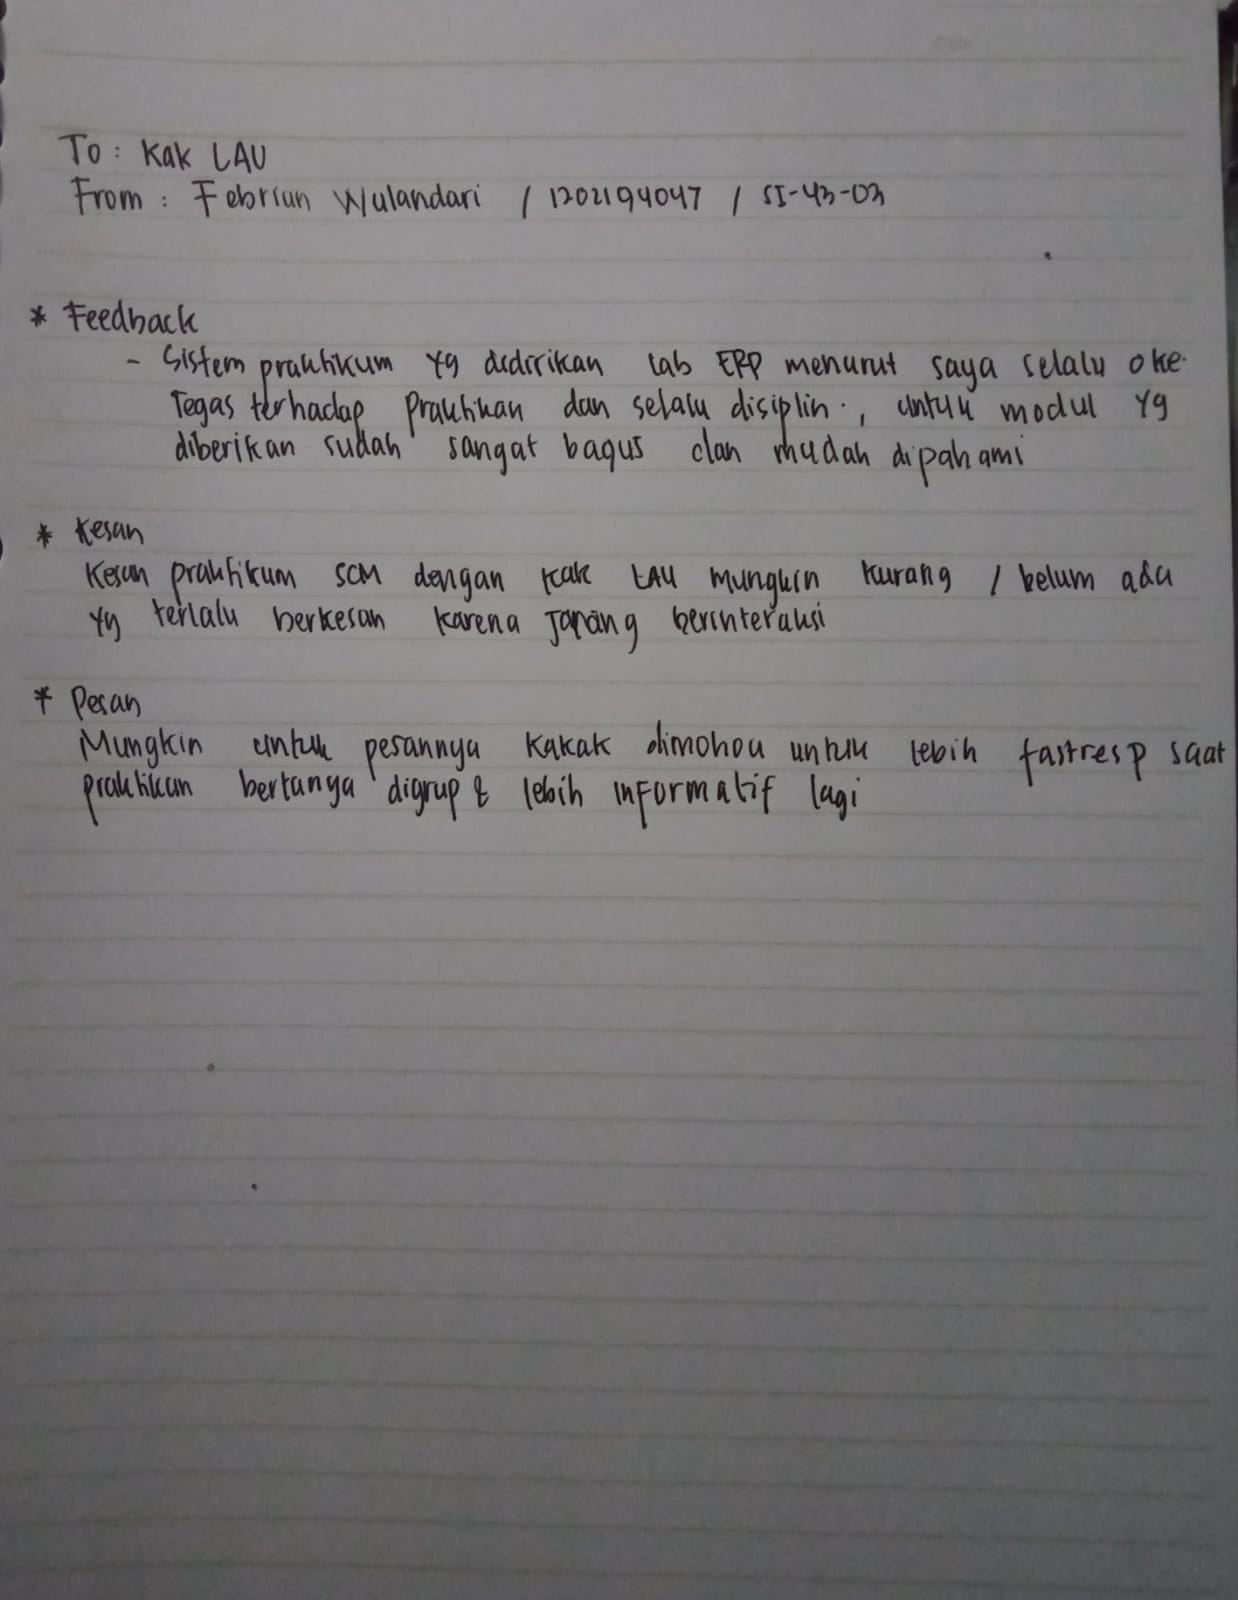 To : Kak LAU
From : Febrian Wulandari / 1202194047 / SI-43-03
* Feedback
- Sistem praktikum yg didirikan lab ERP menurut saya selalu oke.
Tegas terhadap Praktikan dan selalu disiplin., untuk modul yg
diberikan sudah sangat bagus dan mudah dipahami
* Kesan
Kesan praktikum SCM dengan kak LAU mungkin kurang / belum ada
yg terlalu berkesan karena jarang berinteraksi
* Pesan
Mungkin untuk pesannya kakak dimohon untuk lebih fastresp saat
praktikan bertanya digrup & lebih informatif lagi